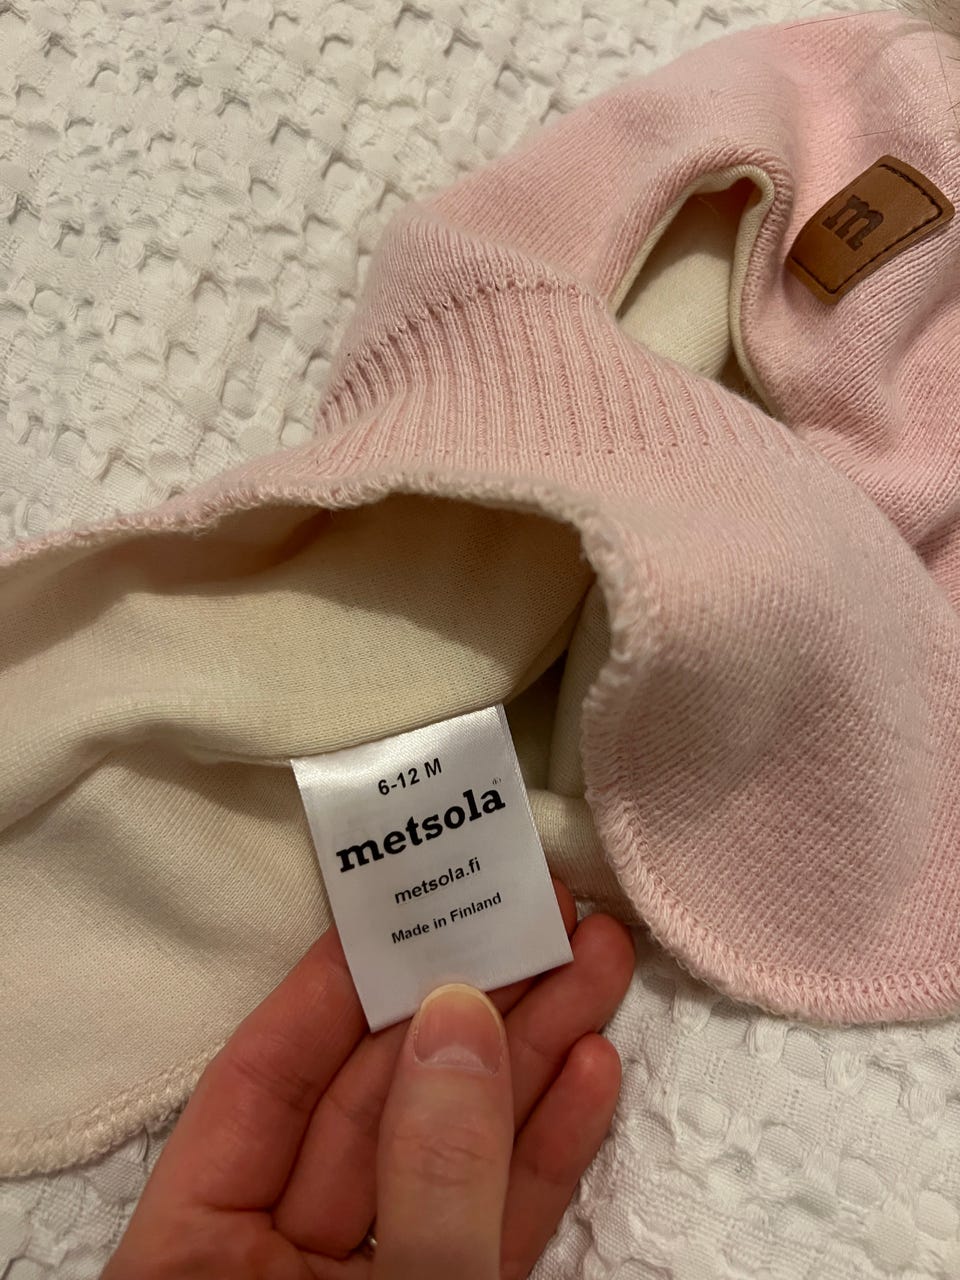 m
6-12 M
metsola®
metsola.fi
Made in Finland